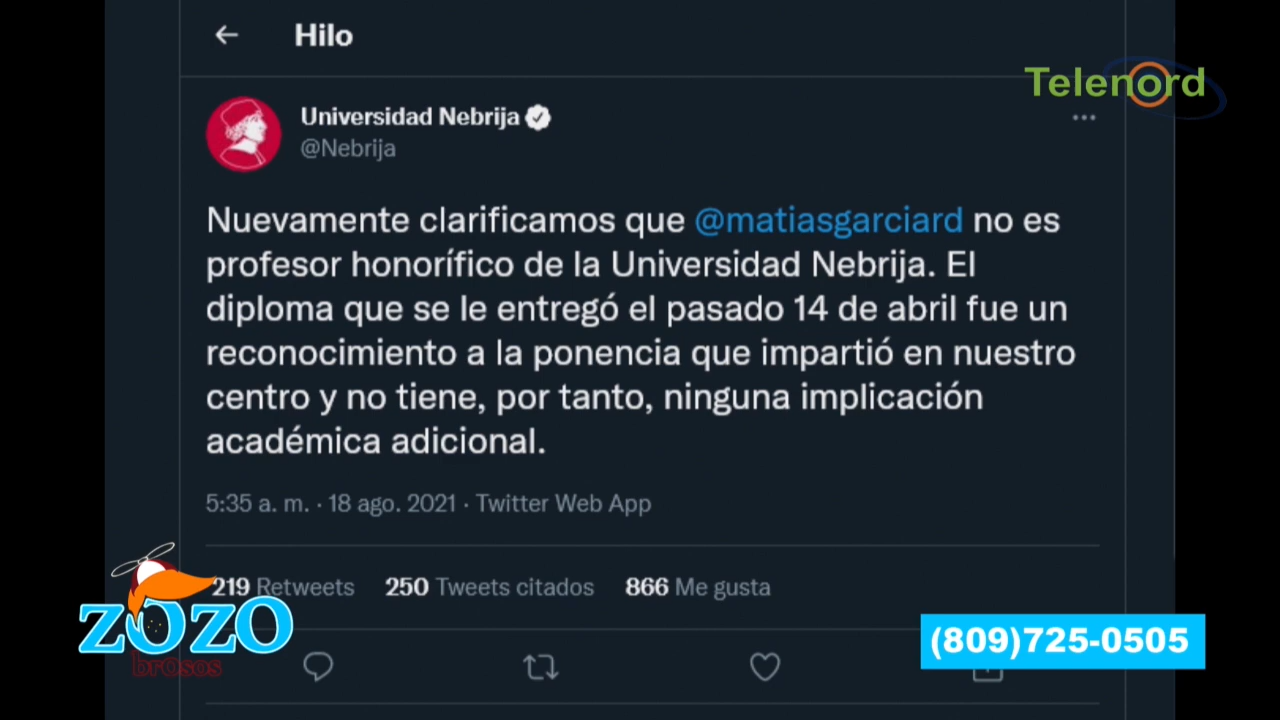 Hilo
Telenord
Universidad Nebrija
@Nebrija
Nuevamente clarificamos que @matiasgarciard no es
profesor honorífico de la Universidad Nebrija. El
diploma que se le entregó el pasado 14 de abril fue un
reconocimiento a la ponencia que impartió en nuestro
centro y no tiene, por tanto, ninguna implicación
académica adicional.
5:35 a. m. · 18 ago. 2021 · Twitter Web App
219 Retweets 250 Tweets citados 866 Me gusta
zozo
brosos
(809)725-0505